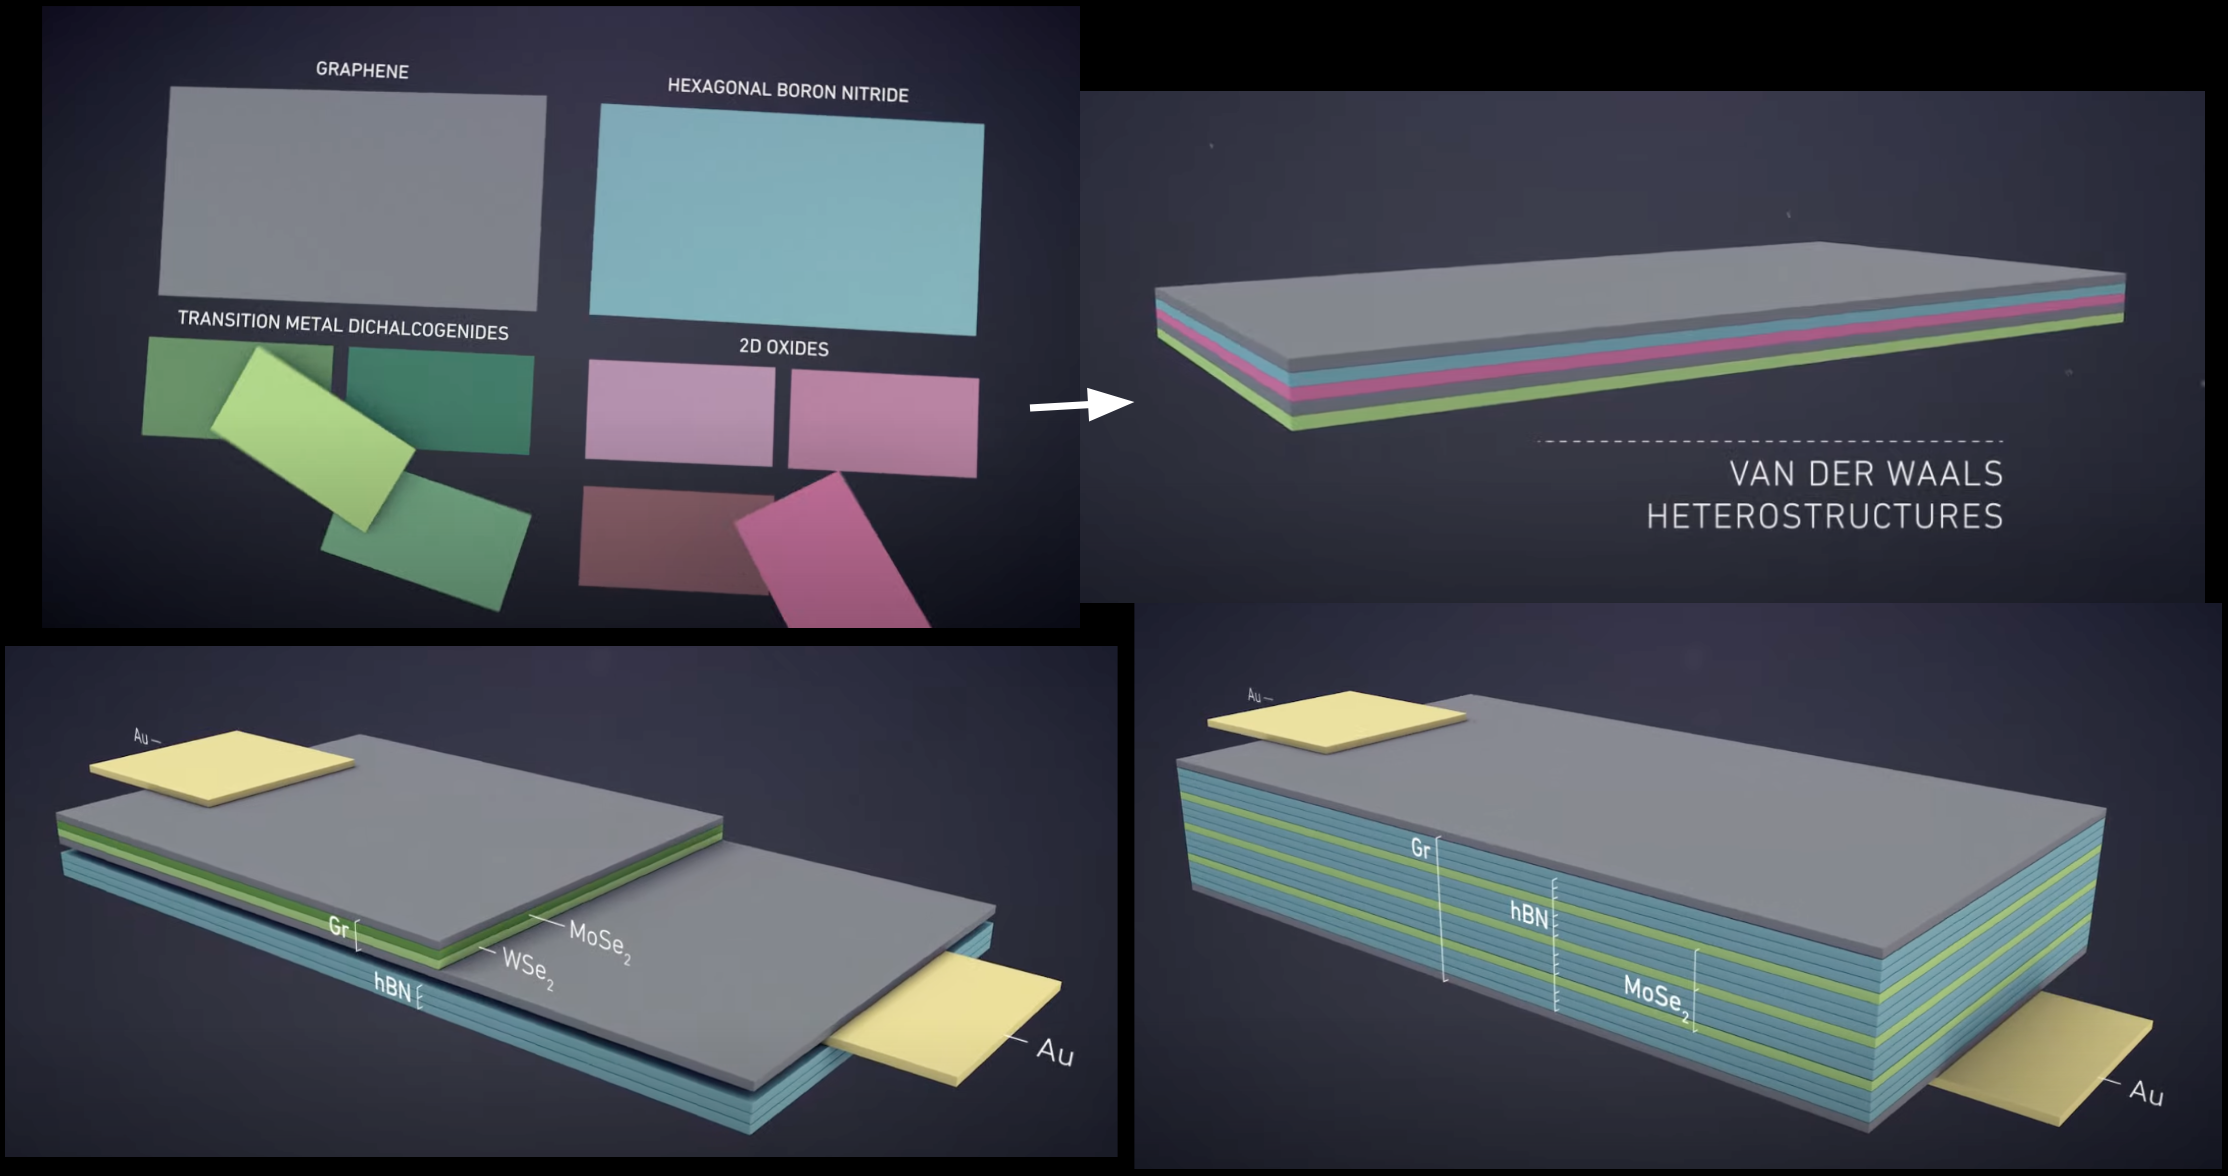 GRAPHENE
HEXAGONAL BORON NITRIDE
TRANSITION METAL DICHALCOGENIDES
2D OXIDES
VAN DER WAALS
HETEROSTRUCTURES
Au
Gr
hBN
MoSe2
WSe2
Au
Au
Gr
hBN
MoSe2
Au